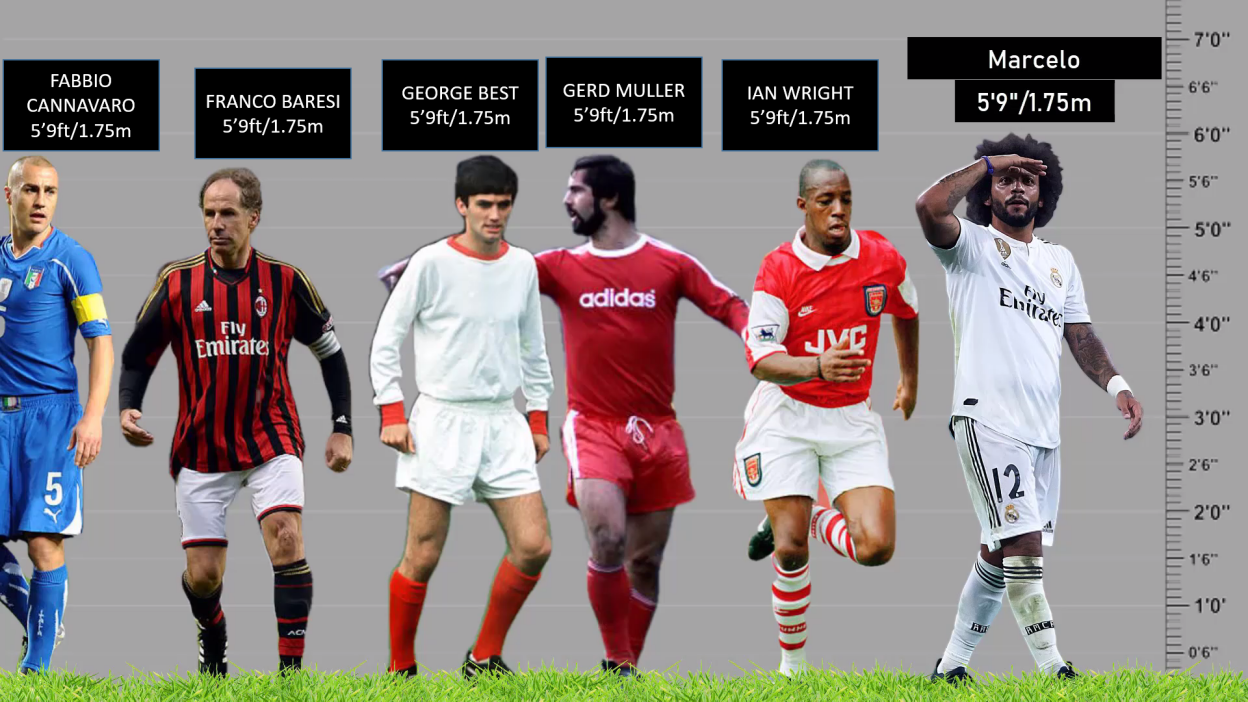 FABBIO
CANNAVARO
5’9ft/1.75m
FRANCO BARESI
5’9ft/1.75m
GEORGE BEST
5’9ft/1.75m
GERD MULLER
5’9ft/1.75m
IAN WRIGHT
5’9ft/1.75m
Marcelo
5'9"/1.75m
7'0"
6'6"
6'0"
5'6"
5'0"
4'6"
4'0"
3'6"
3'0"
2'6"
2'0"
1'6"
1'0"
0'6"
5
Fly
Emirates
adidas
JVC
Fly
Emirates
12